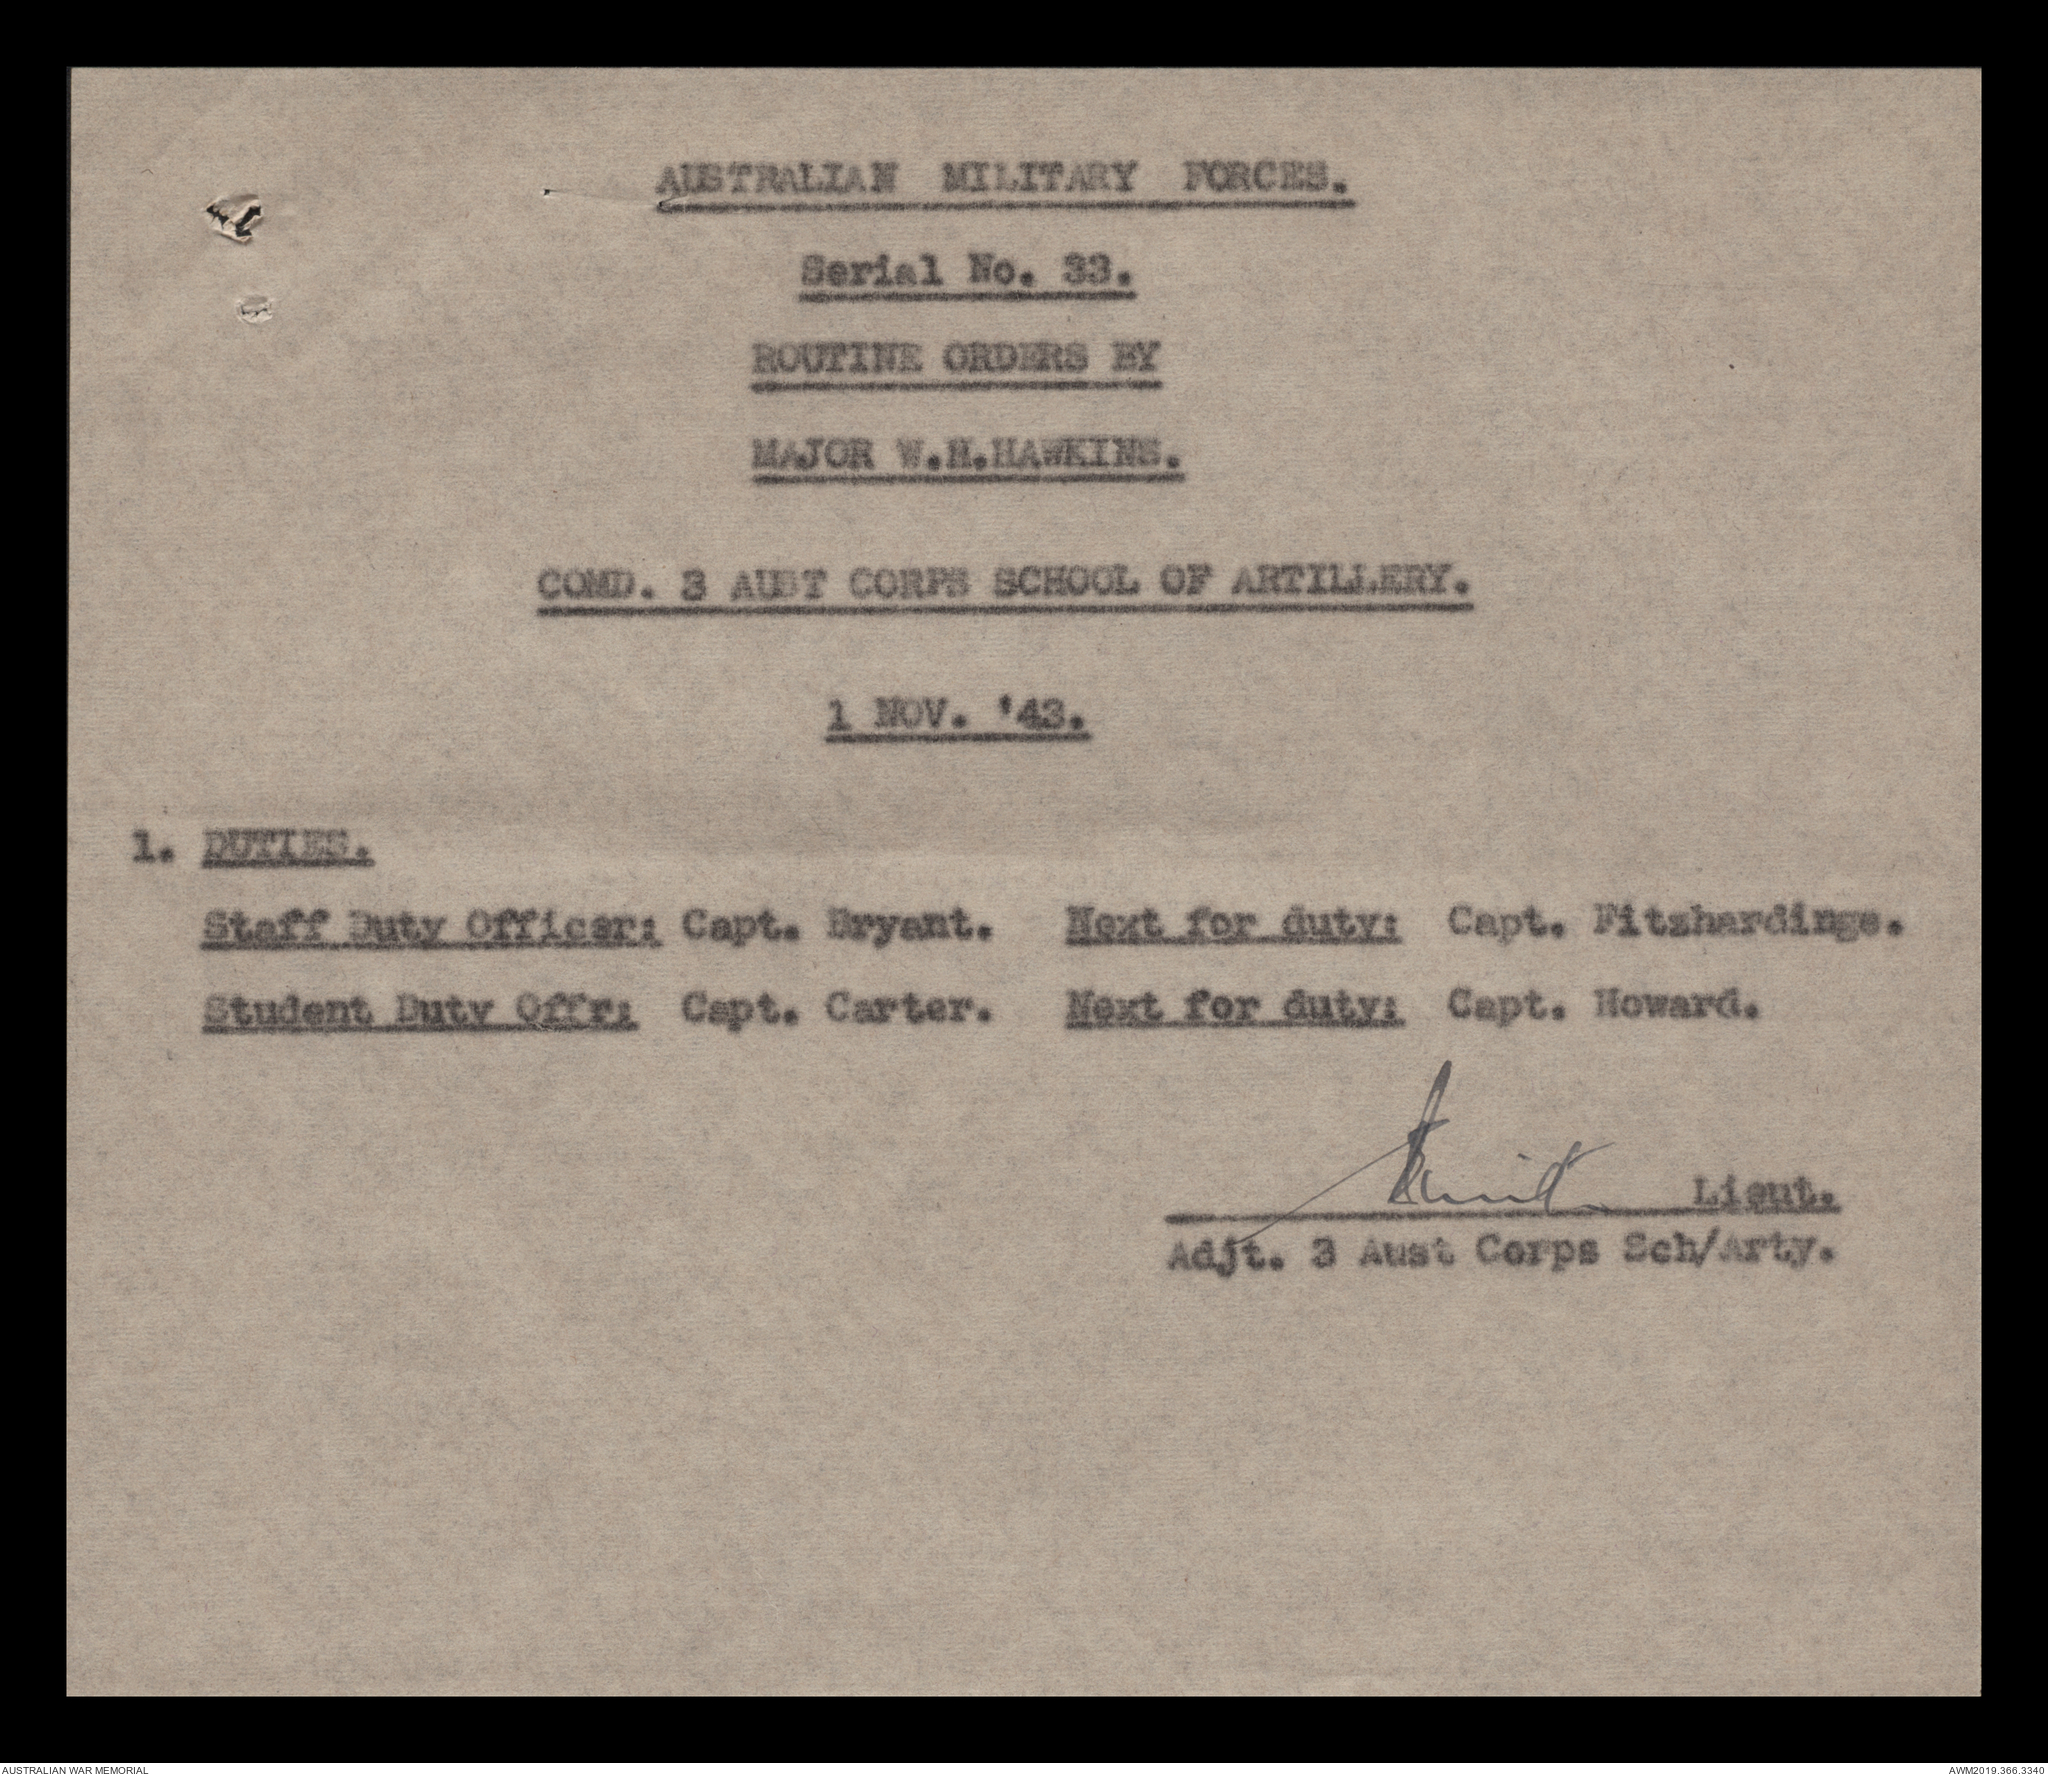 AUSTRALIAN MILITARY FORCES.
Serial No. 33.
ROUTINE ORDERS BY
MAJOR W.H.HAWKINS.
COMD. 3 AUST CORPS SCHOOL OF ARTILLERY.
1 NOV. '43.
1. DUTIES.
Staff Duty Officer: Capt. Bryant. Next for duty: Capt. Fitzhardinge.
Student Duty Offr: Capt. Carter. Next for duty: Capt. Howard.
Lieut.
Adjt. 3 Aust Corps Sch/Arty.
AUSTRALIAN WAR MEMORIAL
AWM2019.366.3340